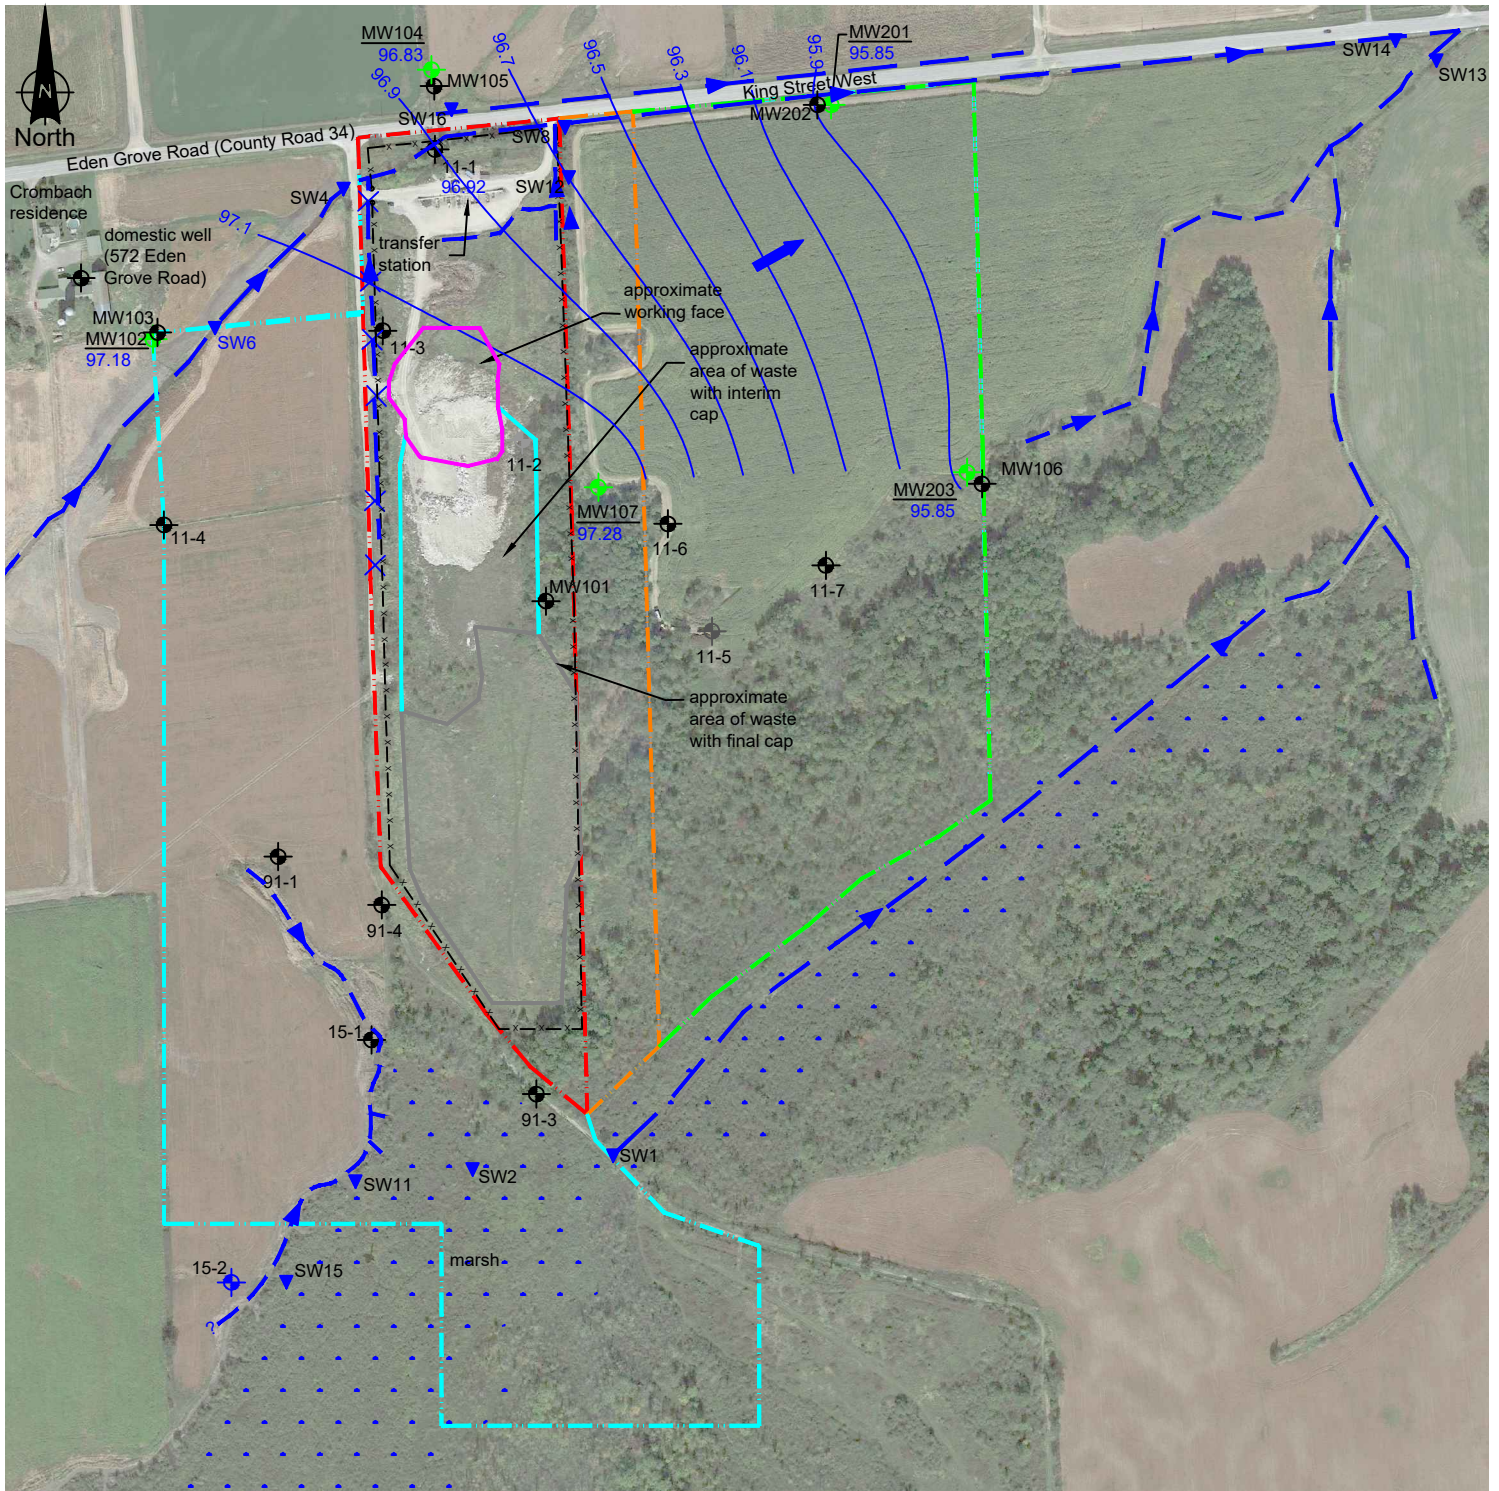 MW104
96.83
MW105
96.9
96.7
96.5
96.3
96.1
95.9
MW201
95.85
SW14
SW13
King Street West
MW202
N
North
SW16
Eden Grove Road (County Road 34)
SW8
11-1
96.92
SW12
SW4
Crombach
residence
97.1
domestic well
(572 Eden
Grove Road)
transfer
station
approximate
working face
MW103
MW102
97.18
SW6
11-3
approximate
area of waste
with interim
cap
11-2
MW106
MW203
95.85
MW107
97.28
11-4
11-6
11-7
MW101
11-5
approximate
area of waste
with final cap
91-1
91-4
15-1
91-3
SW1
SW2
SW11
marsh
15-2
SW15
?